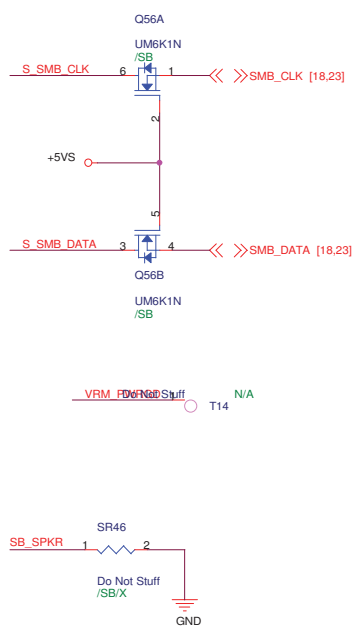 Q56A
UM6K1N
/SB
S_SMB_CLK 6 1 SMB_CLK [18,23]
2
+5VS
5
S_SMB_DATA 3 4 SMB_DATA [18,23]
Q56B
UM6K1N
/SB
Do Not Stuff 1 N/A
T14
SB_SPKR 1 SR46 2
Do Not Stuff
/SB/X
GND